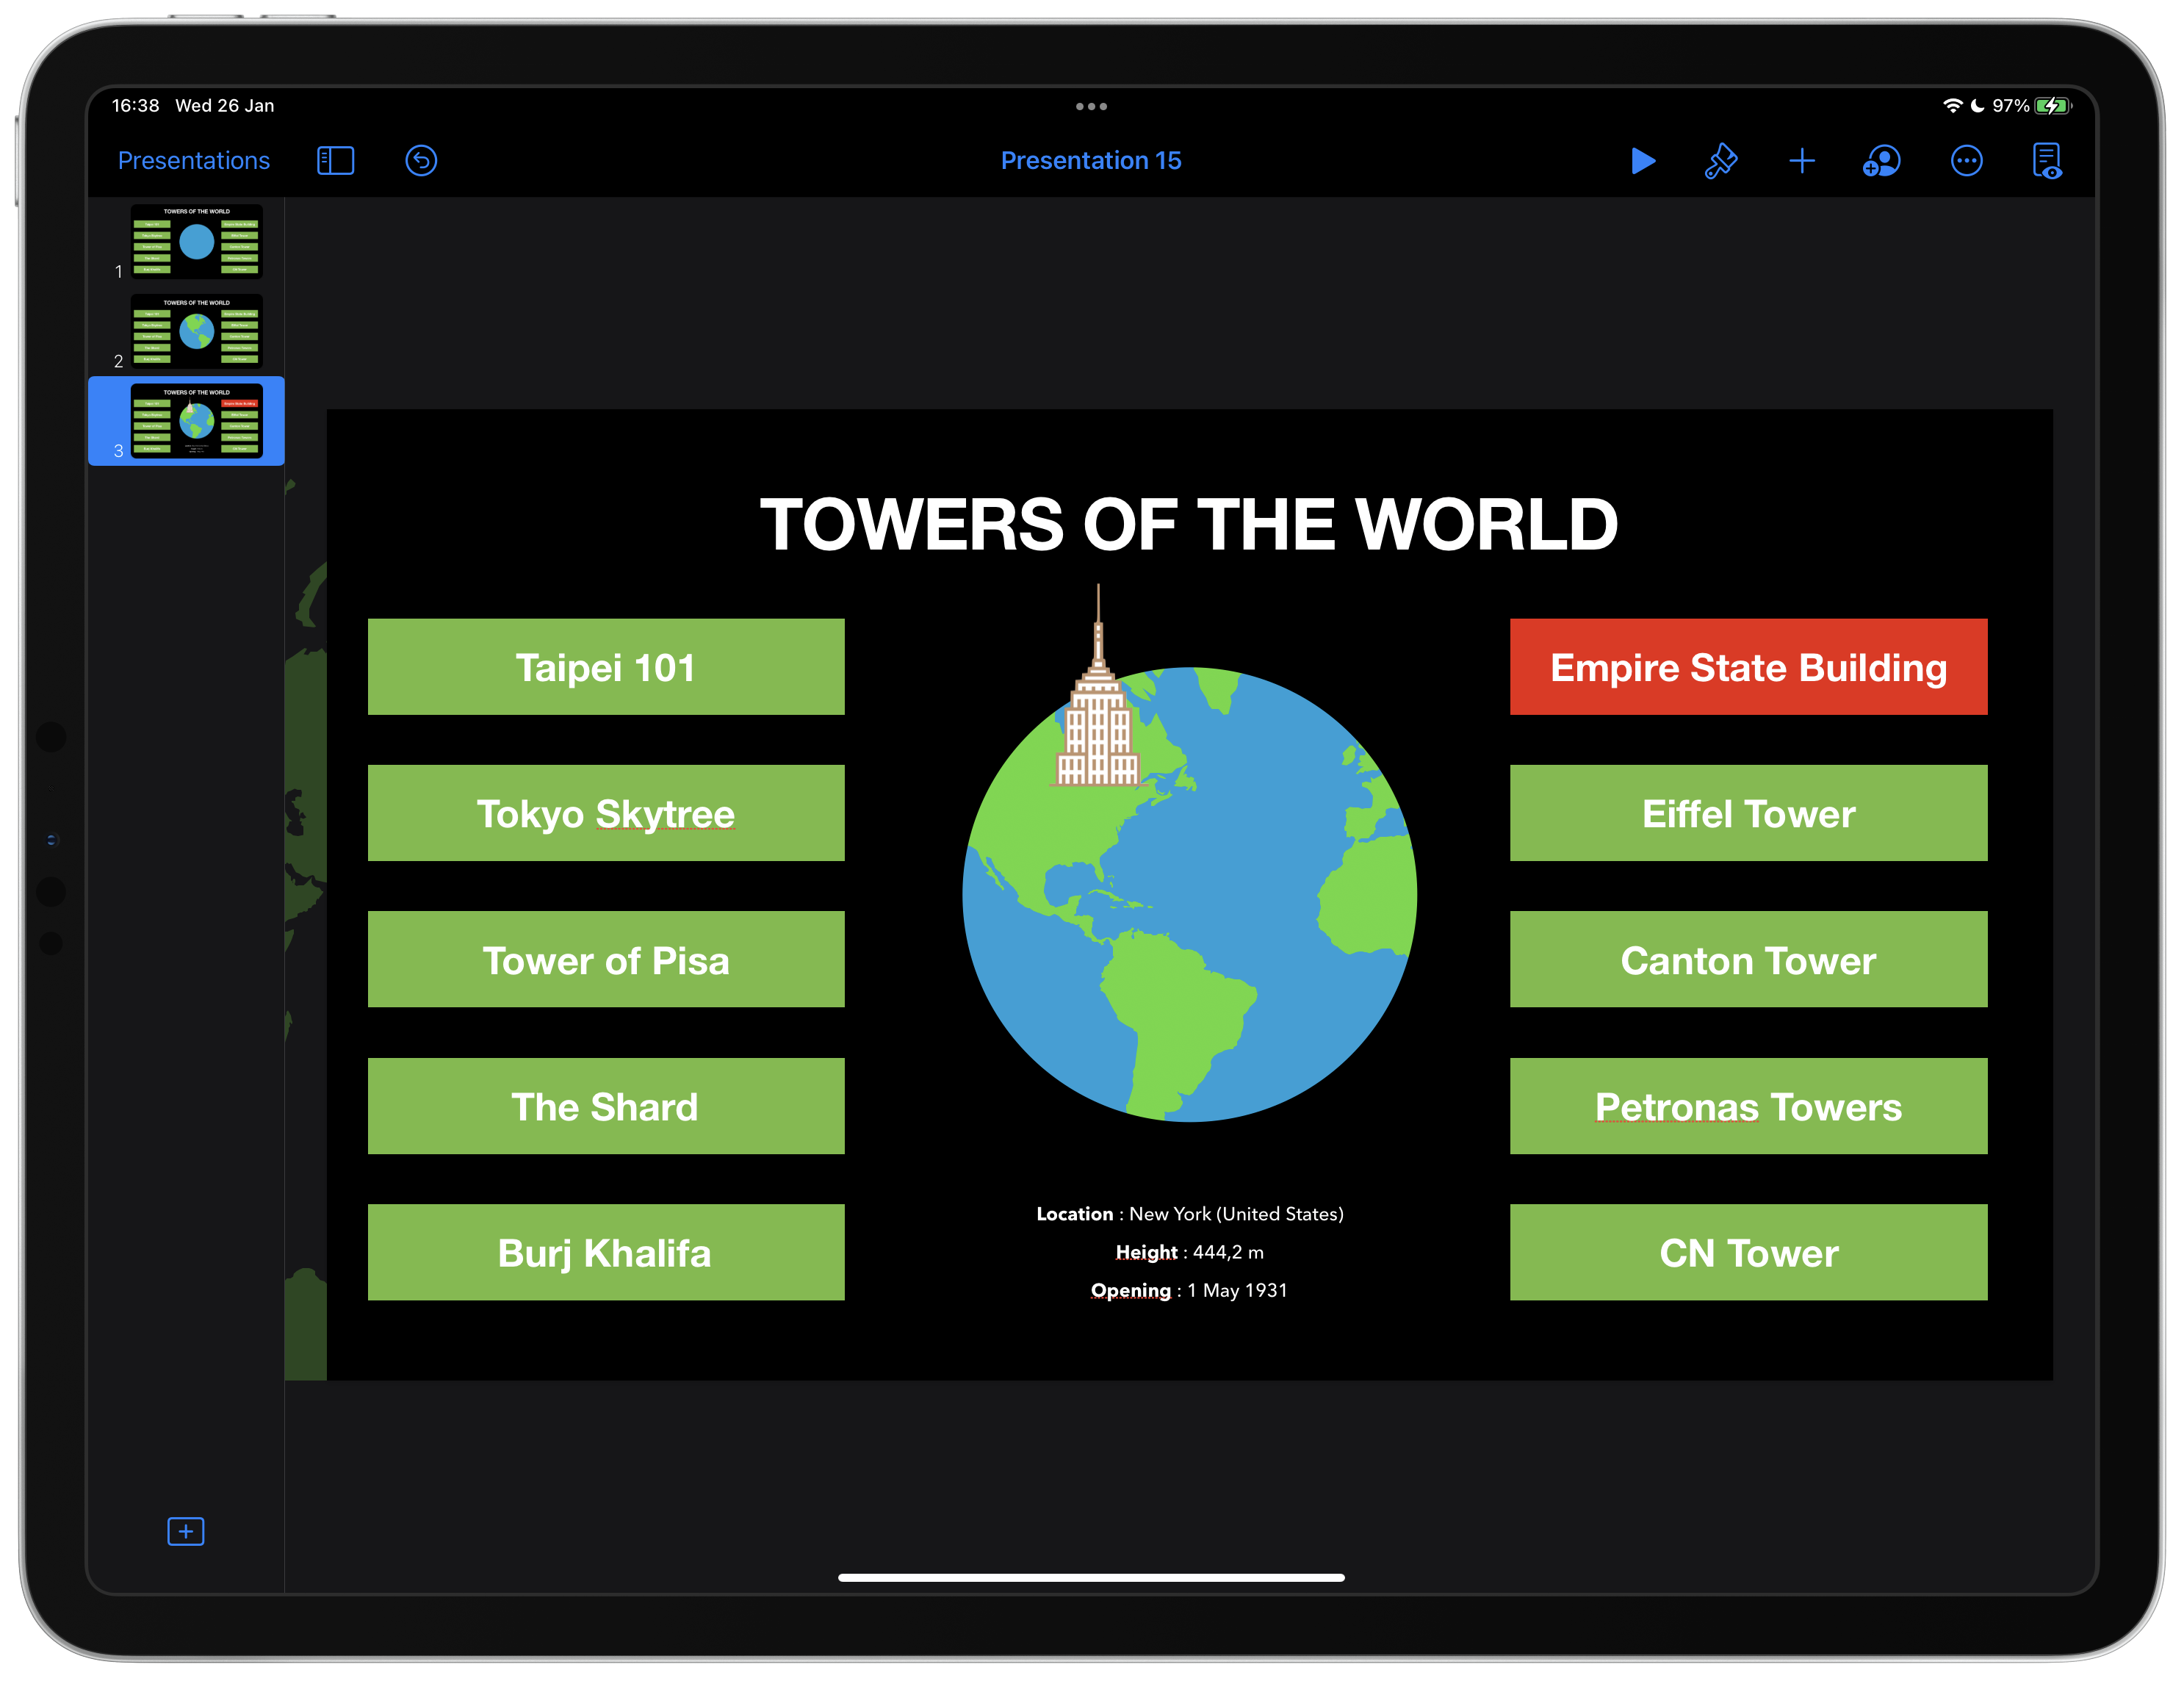 16:38 Wed 26 Jan
97%
Presentations
Presentation 15
TOWERS OF THE WORLD
1
TOWERS OF THE WORLD
2
TOWERS OF THE WORLD
3
TOWERS OF THE WORLD
Taipei 101
Empire State Building
Tokyo Skytree
Eiffel Tower
Tower of Pisa
Canton Tower
The Shard
Petronas Towers
Burj Khalifa
CN Tower
Location : New York (United States)
Height : 444,2 m
Opening : 1 May 1931